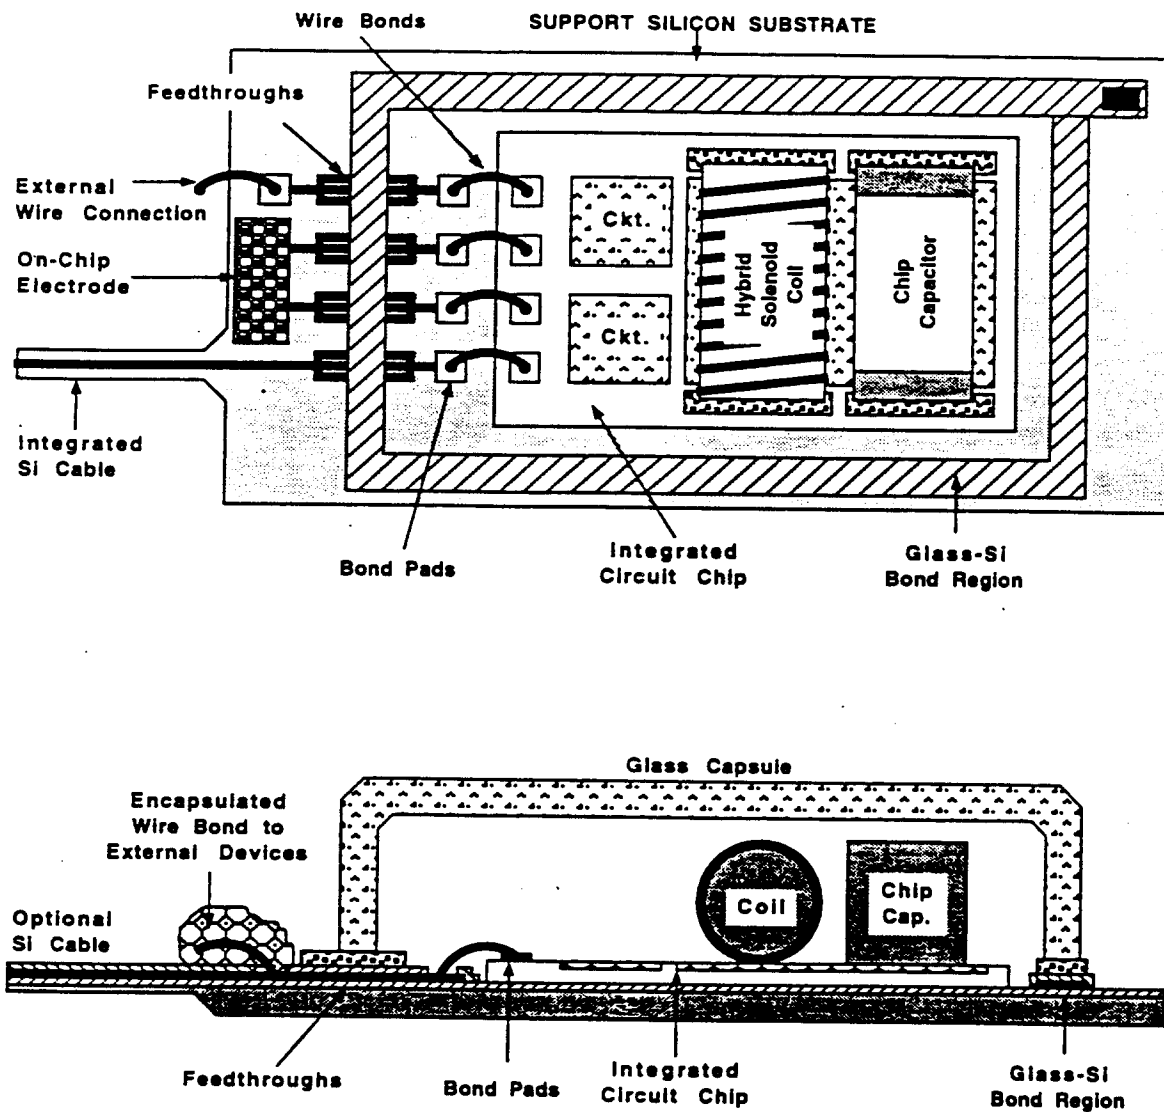 Wire Bonds
SUPPORT SILICON SUBSTRATE
Feedthroughs
External
Wire Connection
On-Chip
Electrode
Ckt.
Ckt.
Hybrid
Solenoid
Coil
Chip
Capacitor
Integrated
Si Cable
Bond Pads
Integrated
Circuit Chip
Glass-Si
Bond Region
Glass Capsule
Encapsulated
Wire Bond to
External Devices
Optional
Si Cable
Coil
Chip
Cap.
Feedthroughs
Bond Pads
Integrated
Circuit Chip
Glass-Si
Bond Region